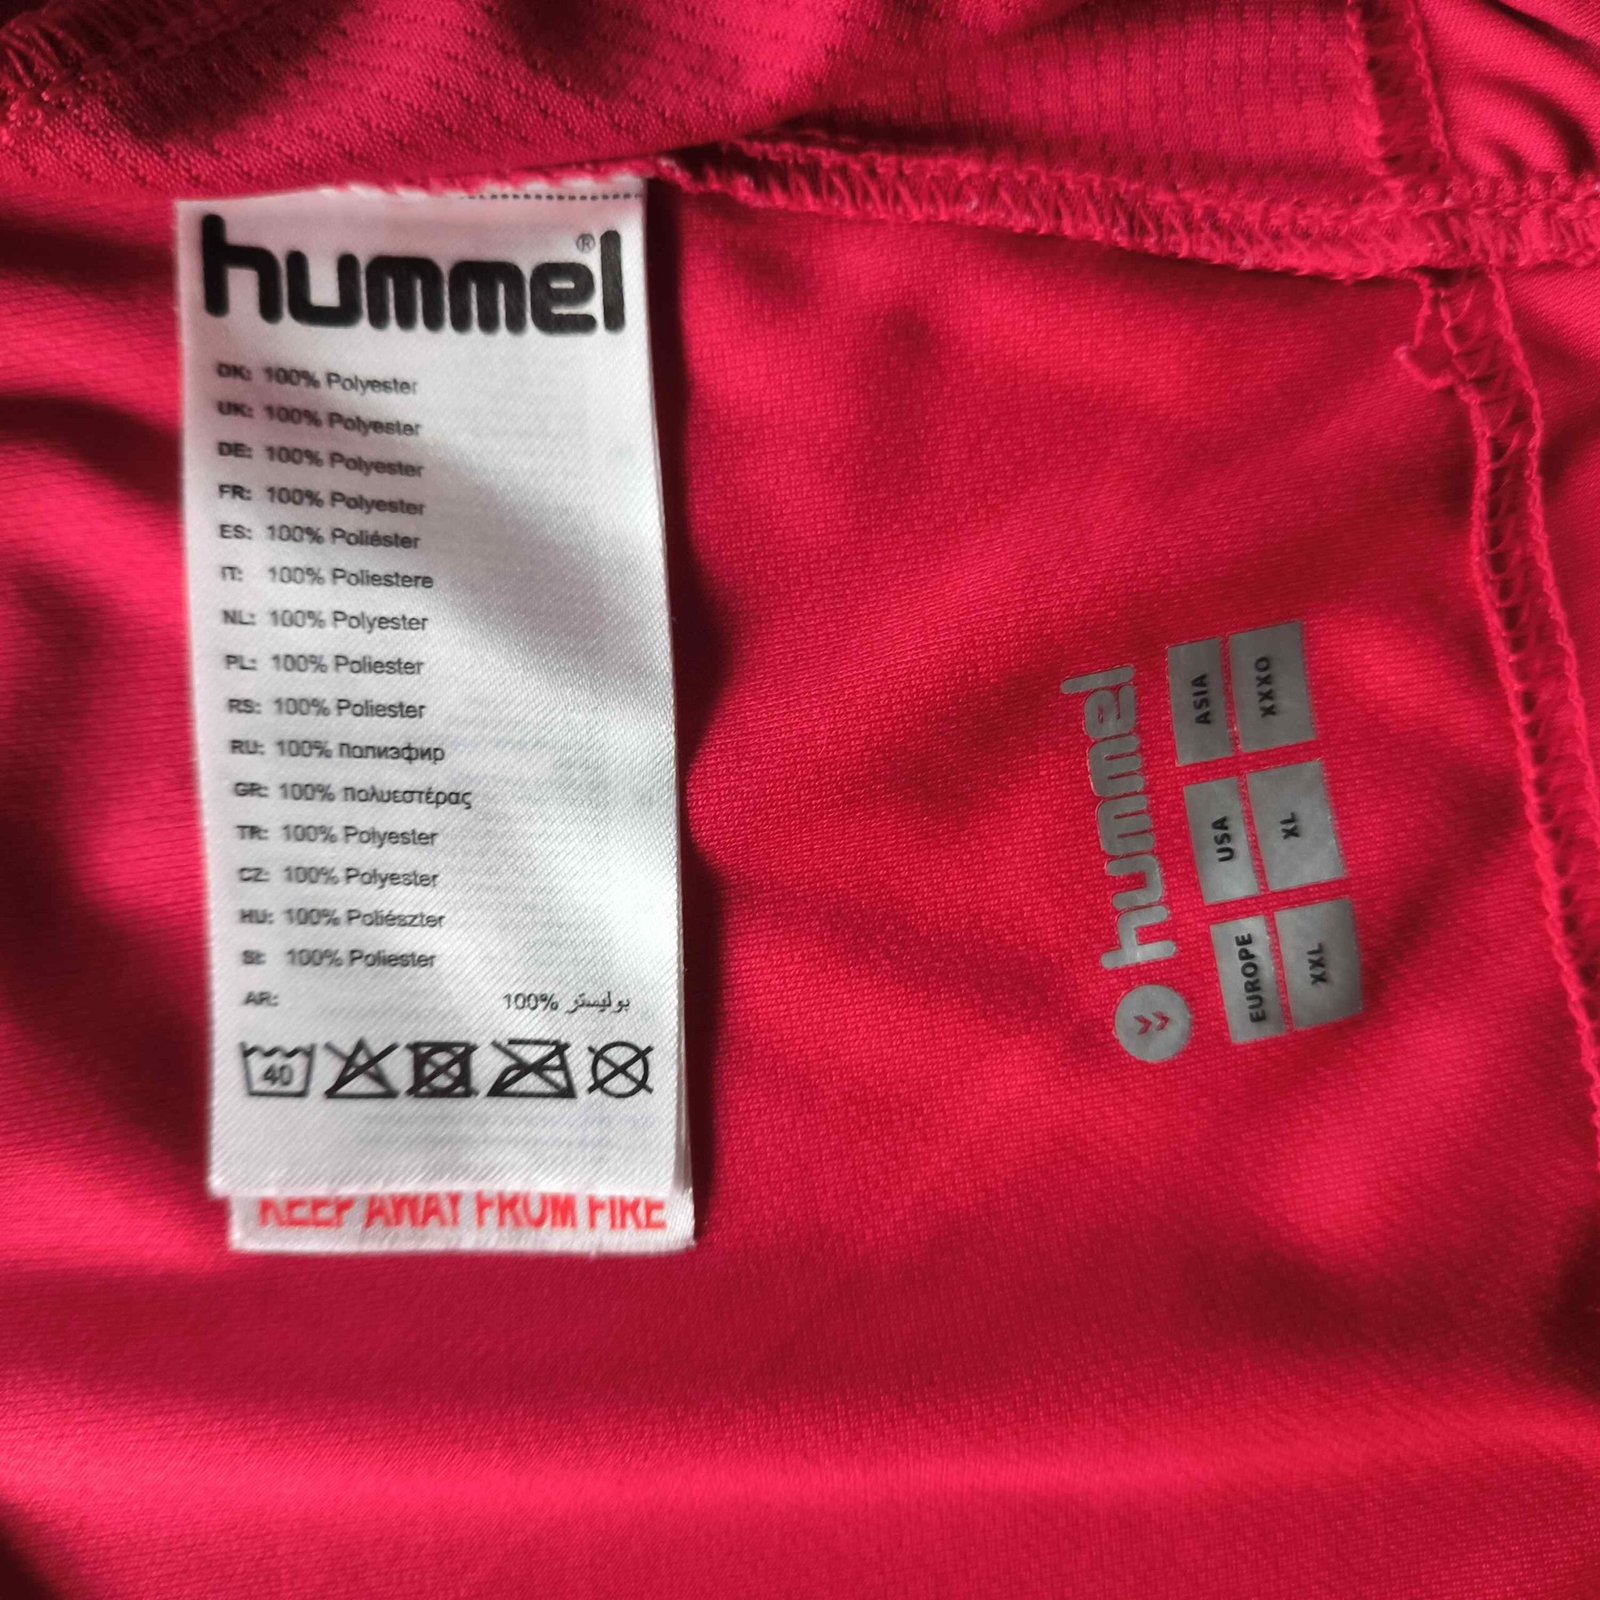 hummel®
DK: 100% Polyester
UK: 100% Polyester
DE: 100% Polyester
FR: 100% Polyester
ES: 100% Poliéster
IT: 100% Poliestere
NL: 100% Polyester
PL: 100% Poliester
RS: 100% Poliester
RU: 100% Полиэфир
GR: 100% Πολυεστέρας
TR: 100% Polyester
CZ: 100% Polyester
HU: 100% Poliészter
SI: 100% Poliester
AR: بوليستر 100%
40
KEEP AWAY FROM FIRE
hummel
EUROPE USA ASIA
XXL XL XXXO